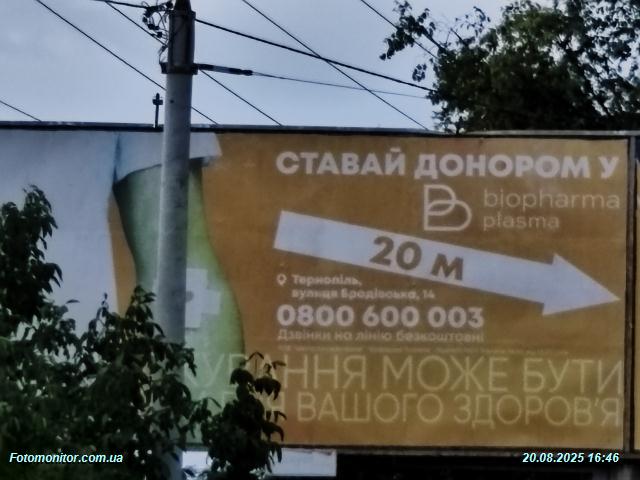 СТАВАЙ ДОНОРОМ У
biopharma
plasma
20 м
Тернопіль,
вулиця Бродівська, 14
0800 600 003
Дзвінки на лінію безкоштовні
МОЖЕ БУТИ
ВАШОГО ЗДОРОВ'Я
Fotomonitor.com.ua
20.08.2025 16:46